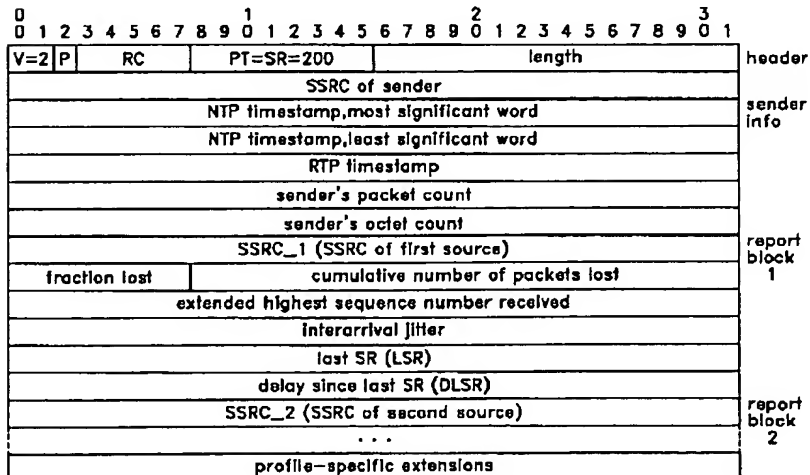 0 1 2 3
0 1 2 3 4 5 6 7 8 9 0 1 2 3 4 5 6 7 8 9 0 1 2 3 4 5 6 7 8 9 0 1
V=2 P RC PT=SR=200 length header
SSRC of sender
NTP timestamp,most significant word sender info
NTP timestamp,least significant word
RTP timestamp
sender's packet count
sender's octet count
SSRC_1 (SSRC of first source) report block 1
fraction lost cumulative number of packets lost
extended highest sequence number received
interarrival jitter
last SR (LSR)
delay since last SR (DLSR)
SSRC_2 (SSRC of second source) report block 2
...
profile-specific extensions